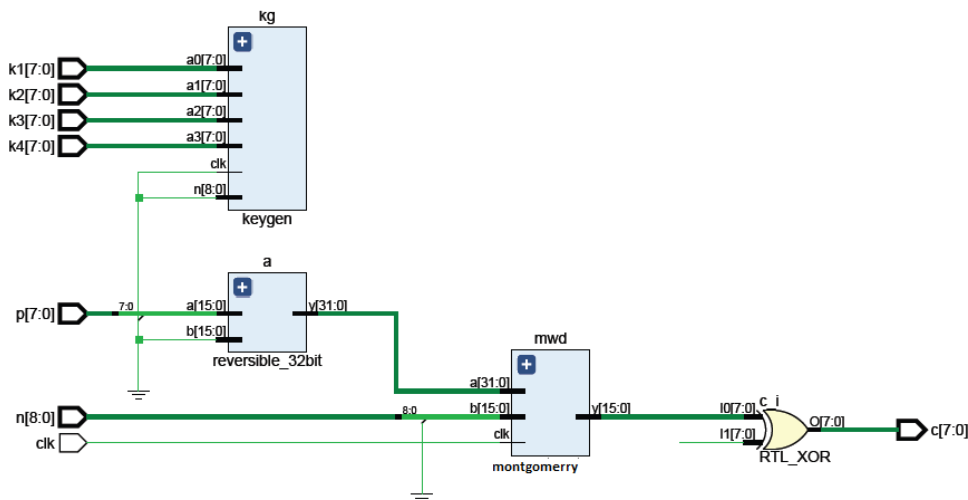 kg
k1[7:0] a0[7:0]
k2[7:0] a1[7:0]
k3[7:0] a2[7:0]
k4[7:0] a3[7:0]
clk
n[8:0]
keygen
a
p[7:0] 7:0 a[15:0] y[31:0]
b[15:0]
reversible_32bit
mwd
a[31:0]
n[8:0] 8:0 b[15:0] y[15:0] I0[7:0] c_i O[7:0] c[7:0]
clk clk I1[7:0]
montgomerry RTL_XOR